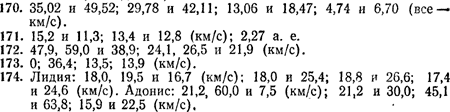 170. 35,02 и 49,52; 29,78 и 42,11; 13,06 и 18,47; 4,74 и 6,70 (все —
км/с).
171. 15,2 и 11,3; 13,4 и 12,8 (км/с); 2,27 а. е.
172. 47,9, 59,0 и 38,9; 24,1, 26,5 и 21,9 (км/с).
173. 0; 36,4; 13,5; 13,9 (км/с).
174. Лидия: 18,0, 19,5 и 16,7 (км/с); 18,0 и 25,4; 18,8 и 26,6; 17,4
и 24,6 (км/с). Адонис: 21,2, 60,0 и 7,5 (км/с); 21,2 и 30,0; 45,1
и 63,8; 15,9 и 22,5 (км/с).